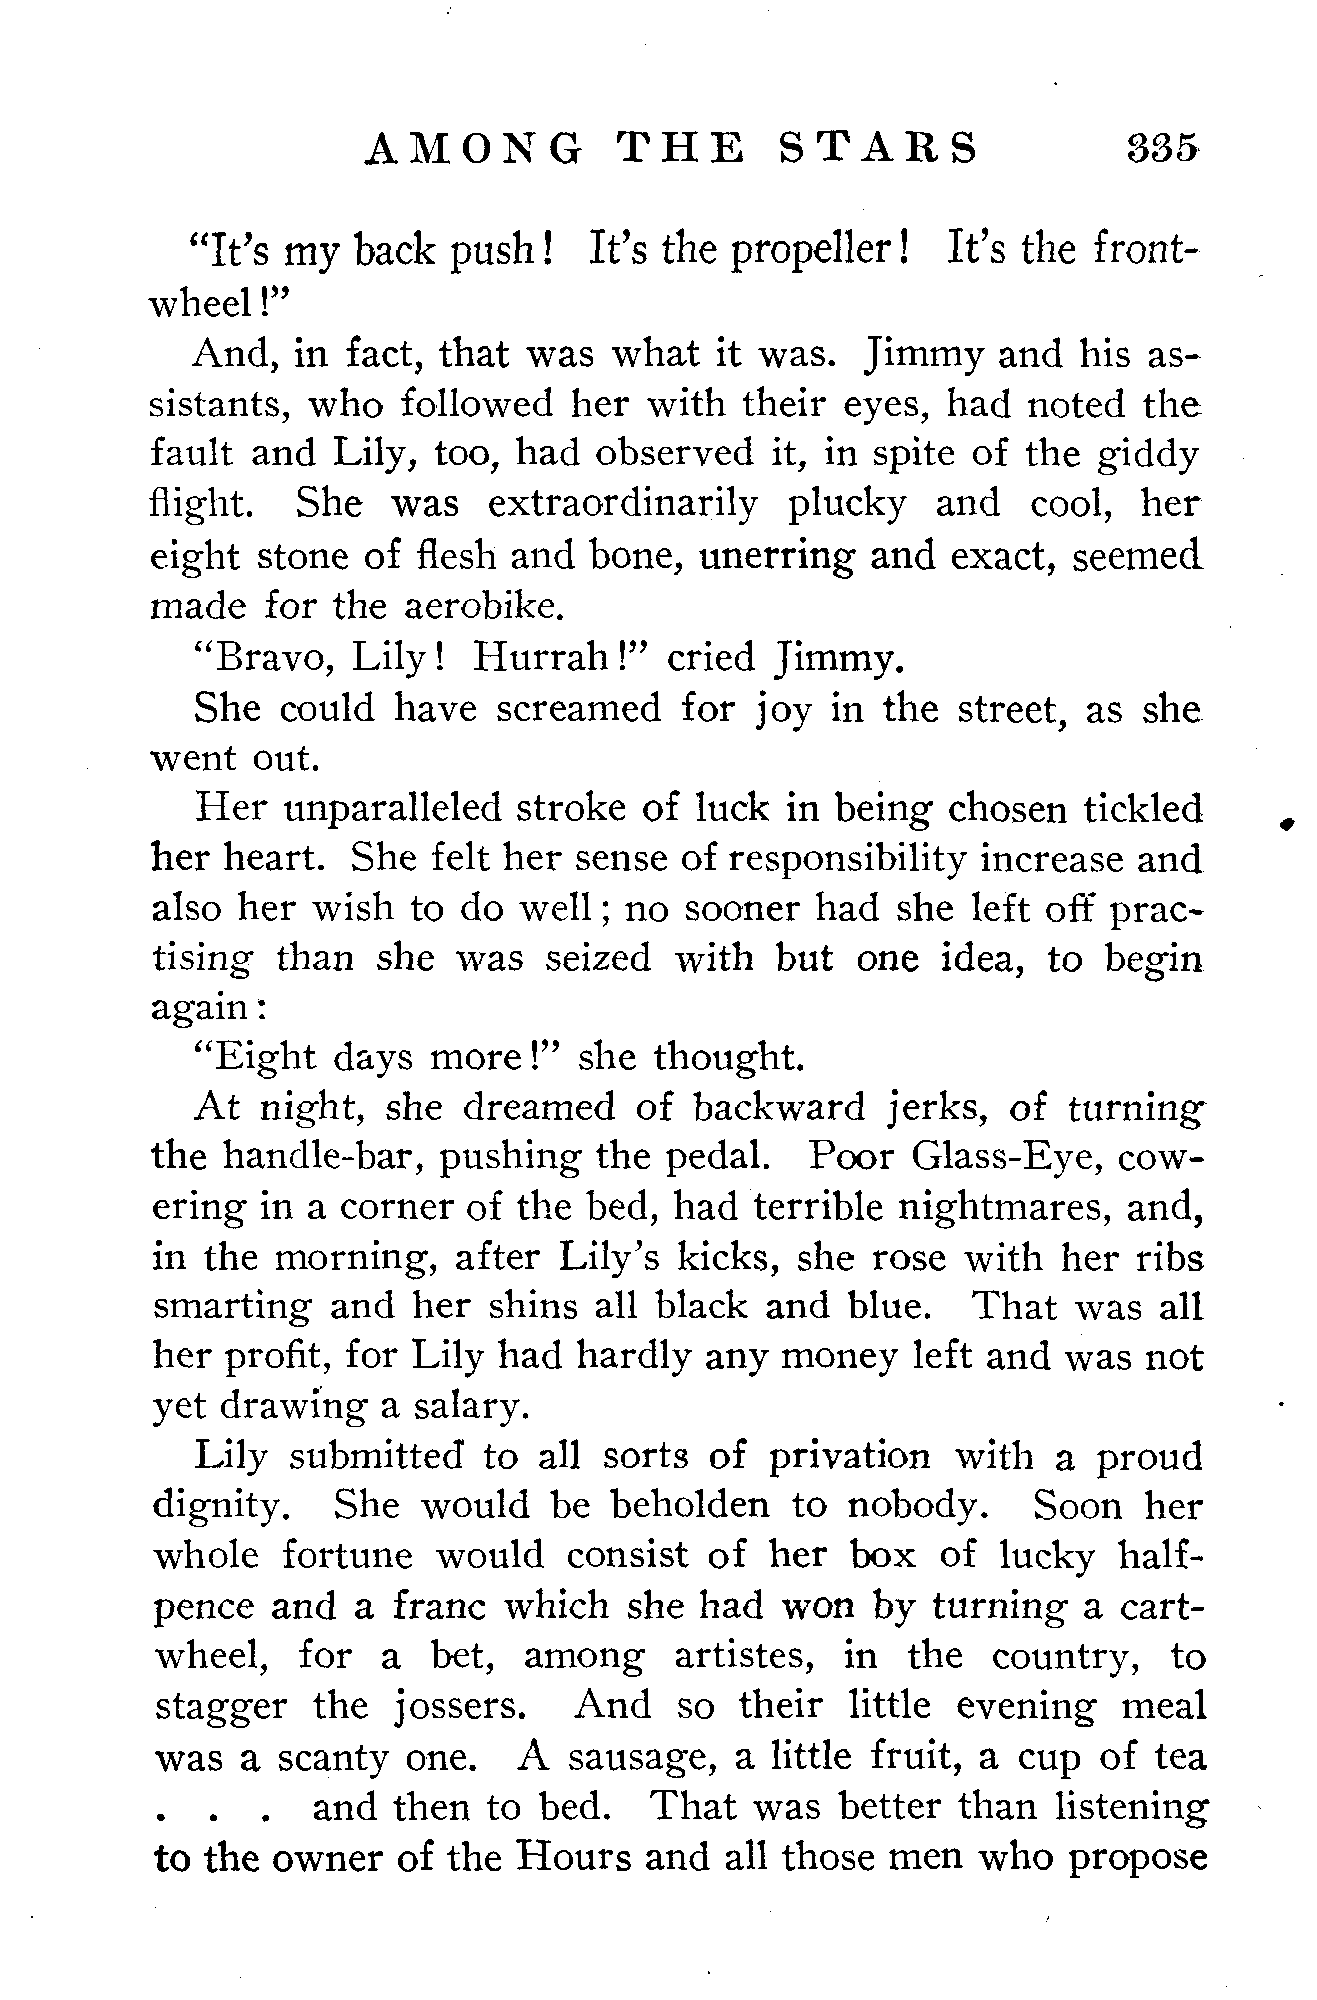 AMONG THE STARS 335
“It’s my back push! It’s the propeller! It’s the front-
wheel!”
And, in fact, that was what it was. Jimmy and his as-
sistants, who followed her with their eyes, had noted the
fault and Lily, too, had observed it, in spite of the giddy
flight. She was extraordinarily plucky and cool, her
eight stone of flesh and bone, unerring and exact, seemed
made for the aerobike.
“Bravo, Lily! Hurrah!” cried Jimmy.
She could have screamed for joy in the street, as she
went out.
Her unparalleled stroke of luck in being chosen tickled
her heart. She felt her sense of responsibility increase and
also her wish to do well; no sooner had she left off prac-
tising than she was seized with but one idea, to begin
again:
“Eight days more!” she thought.
At night, she dreamed of backward jerks, of turning
the handle-bar, pushing the pedal. Poor Glass-Eye, cow-
ering in a corner of the bed, had terrible nightmares, and,
in the morning, after Lily’s kicks, she rose with her ribs
smarting and her shins all black and blue. That was all
her profit, for Lily had hardly any money left and was not
yet drawing a salary.
Lily submitted to all sorts of privation with a proud
dignity. She would be beholden to nobody. Soon her
whole fortune would consist of her box of lucky half-
pence and a franc which she had won by turning a cart-
wheel, for a bet, among artistes, in the country, to
stagger the jossers. And so their little evening meal
was a scanty one. A sausage, a little fruit, a cup of tea
. . . and then to bed. That was better than listening
to the owner of the Hours and all those men who propose